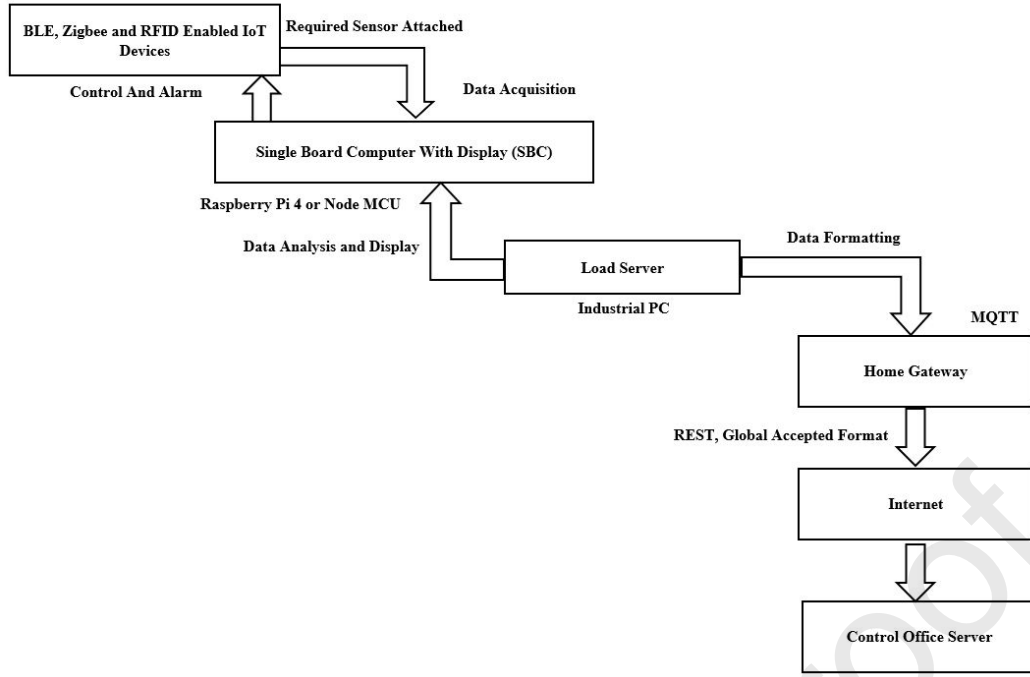 BLE, Zigbee and RFID Enabled IoT
Devices
Required Sensor Attached
Control And Alarm
Data Acquisition
Single Board Computer With Display (SBC)
Raspberry Pi 4 or Node MCU
Data Analysis and Display
Load Server
Data Formatting
Industrial PC
MQTT
Home Gateway
REST, Global Accepted Format
Internet
Control Office Server